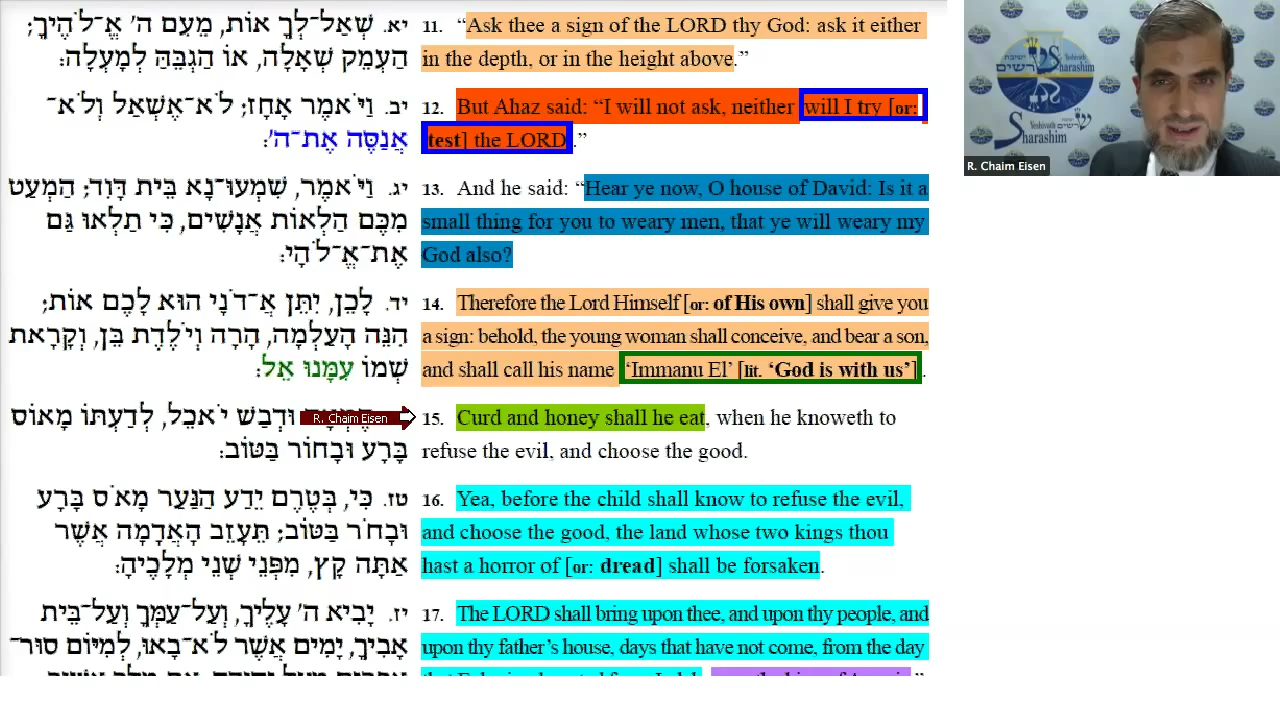 יא. שְׁאַל־לְךָ אוֹת, מֵעִם ה' אֱ־לֹהֶיךָ;
הַעְמֵק שְׁאָלָה, אוֹ הַגְבֵּהַּ לְמָעְלָה:
11. “Ask thee a sign of the LORD thy God: ask it either
in the depth, or in the height above.”
יב. וַיֹּאמֶר אָחָז; לֹא־אֶשְׁאַל וְלֹא־
אֲנַסֶּה אֶת־ה':
12. But Ahaz said: “I will not ask, neither will I try [or:
test] the LORD.”
יג. וַיֹּאמֶר, שִׁמְעוּ־נָא בֵּית דָּוִד; הַמְעַט
מִכֶּם הַלְאוֹת אֲנָשִׁים, כִּי תַלְאוּ גַּם
אֶת־אֱ־לֹהָי:
13. And he said: “Hear ye now, O house of David: Is it a
small thing for you to weary men, that ye will weary my
God also?
יד. לָכֵן, יִתֵּן אֲ־דֹנָי הוּא לָכֶם אוֹת;
הִנֵּה הָעַלְמָה, הָרָה וְיֹלֶדֶת בֵּן, וְקָרָאת
שְׁמוֹ עִמָּנוּ אֵל:
14. Therefore the Lord Himself [or: of His own] shall give you
a sign: behold, the young woman shall conceive, and bear a son,
and shall call his name ‘Immanu El’ [lit. ‘God is with us’].
טו. וּדְבַשׁ יֹאכֵל, לְדַעְתּוֹ מָאוֹס
בָּרָע וּבָחוֹר בַּטּוֹב:
R. Chaim Eisen
15. Curd and honey shall he eat, when he knoweth to
refuse the evil, and choose the good.
טז. כִּי, בְּטֶרֶם יֵדַע הַנַּעַר מָאֹס בָּרָע
וּבָחֹר בַּטּוֹב; תֵּעָזֵב הָאֲדָמָה אֲשֶׁר
אַתָּה קָץ, מִפְּנֵי שְׁנֵי מְלָכֶיהָ:
16. Yea, before the child shall know to refuse the evil,
and choose the good, the land whose two kings thou
hast a horror of [or: dread] shall be forsaken.
יז. יָבִיא ה' עָלֶיךָ, וְעַל־עַמְּךָ וְעַל־בֵּית
אָבִיךָ, יָמִים אֲשֶׁר לֹא־בָאוּ, לְמִיּוֹם סוּר־
17. The LORD shall bring upon thee, and upon thy people, and
upon thy father’s house, days that have not come, from the day
ישיבת
שרשים
Sharashim
Yeshivath
Sharashim
R. Chaim Eisen